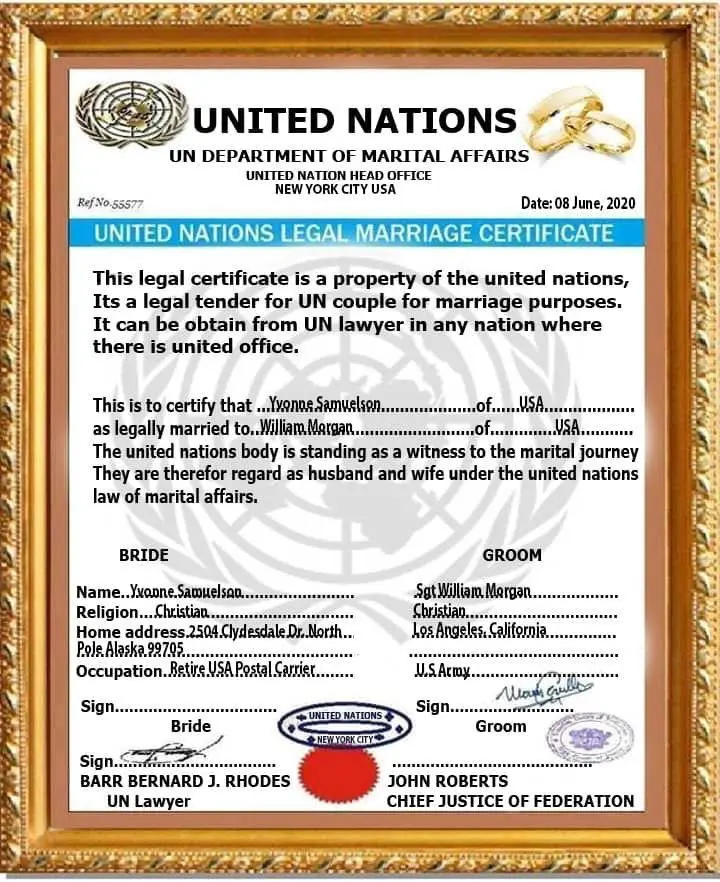 UNITED NATIONS
UN DEPARTMENT OF MARITAL AFFAIRS
UNITED NATION HEAD OFFICE
NEW YORK CITY USA
Ref No.55577
Date: 08 June, 2020
UNITED NATIONS LEGAL MARRIAGE CERTIFICATE
This legal certificate is a property of the united nations,
Its a legal tender for UN couple for marriage purposes.
It can be obtain from UN lawyer in any nation where
there is united office.
This is to certify that ...Yvonne Samuelson......................of......USA......................
as legally married to..William Morgan............................of...............USA............
The united nations body is standing as a witness to the marital journey
They are therefor regard as husband and wife under the united nations
law of marital affairs.
BRIDE
GROOM
Name..Yvonne Samuelson..........................
Sgt William Morgan....................
Religion....Christian..................................
Christian...................................
Home address.2504 Clydesdale Dr. North...
Los Angeles, California.................
Pole Alaska 99705.....................................
Occupation..Retire USA Postal Carrier.........
U.S Army..................................
Sign......................................
Sign......................................
Bride
Groom
UNITED NATIONS
NEW YORK CITY
Sign......................................
BARR BERNARD J. RHODES
JOHN ROBERTS
UN Lawyer
CHIEF JUSTICE OF FEDERATION